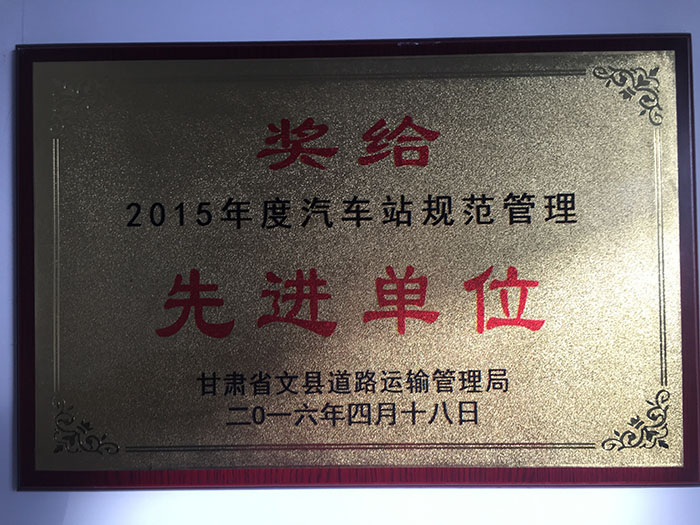 奖给
2015年度汽车站规范管理
先进单位
甘肃省文县道路运输管理局
二0一六年四月十八日